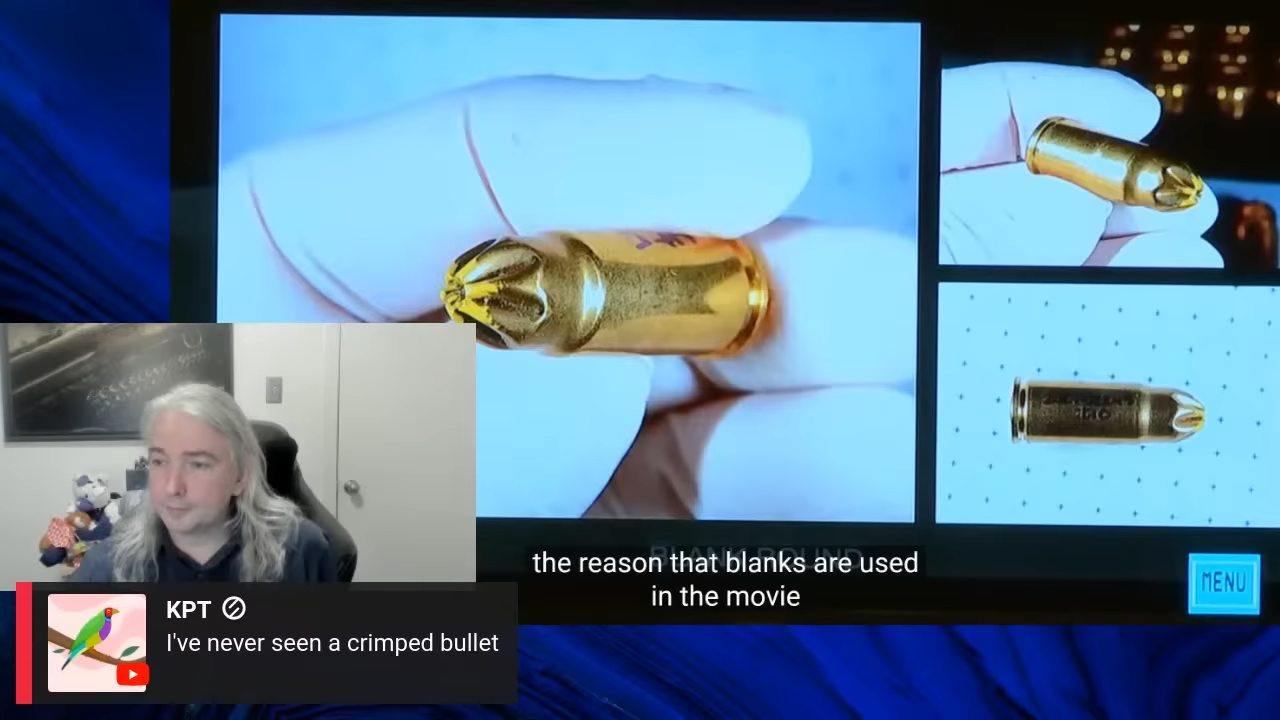 the reason that blanks are used
in the movie
MENU
KPT
I've never seen a crimped bullet